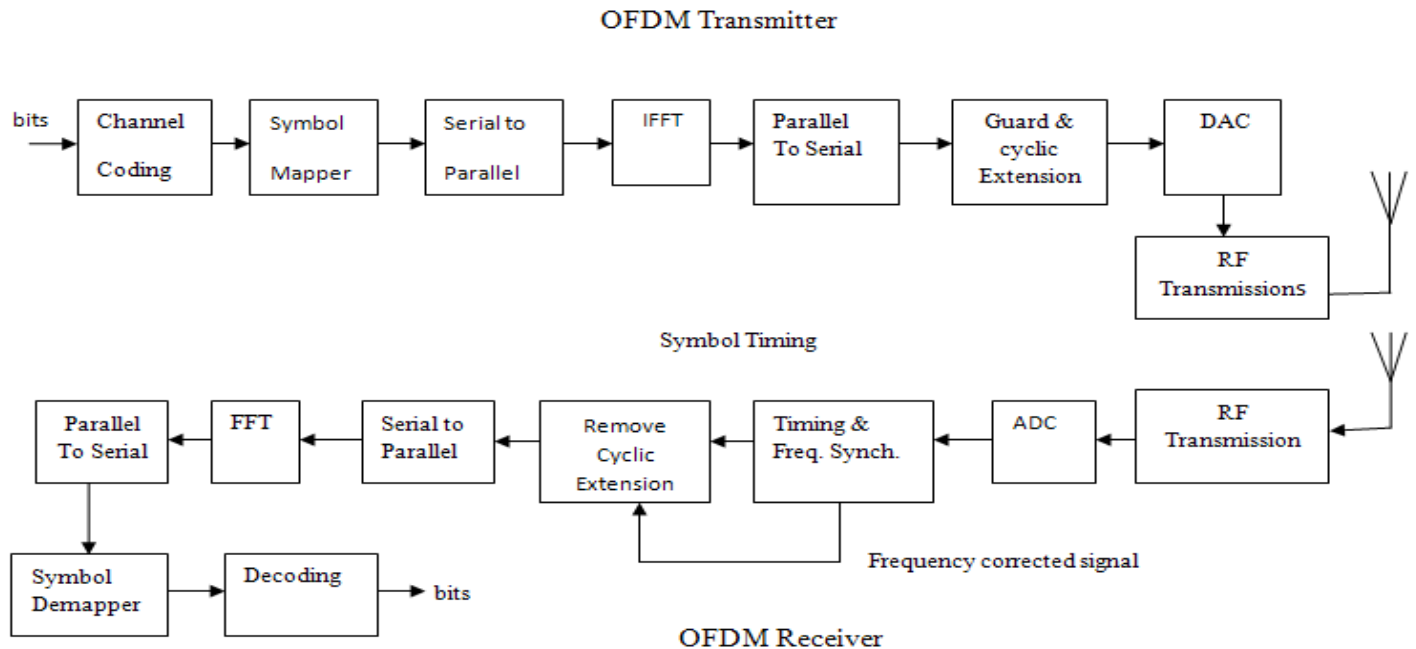 OFDM Transmitter
bits
Channel
Coding
Symbol
Mapper
Serial to
Parallel
IFFT
Parallel
To Serial
Guard &
cyclic
Extension
DAC
RF
Transmissions
Symbol Timing
Parallel
To Serial
FFT
Serial to
Parallel
Remove
Cyclic
Extension
Timing &
Freq. Synch.
ADC
RF
Transmission
Symbol
Demapper
Decoding
bits
Frequency corrected signal
OFDM Receiver